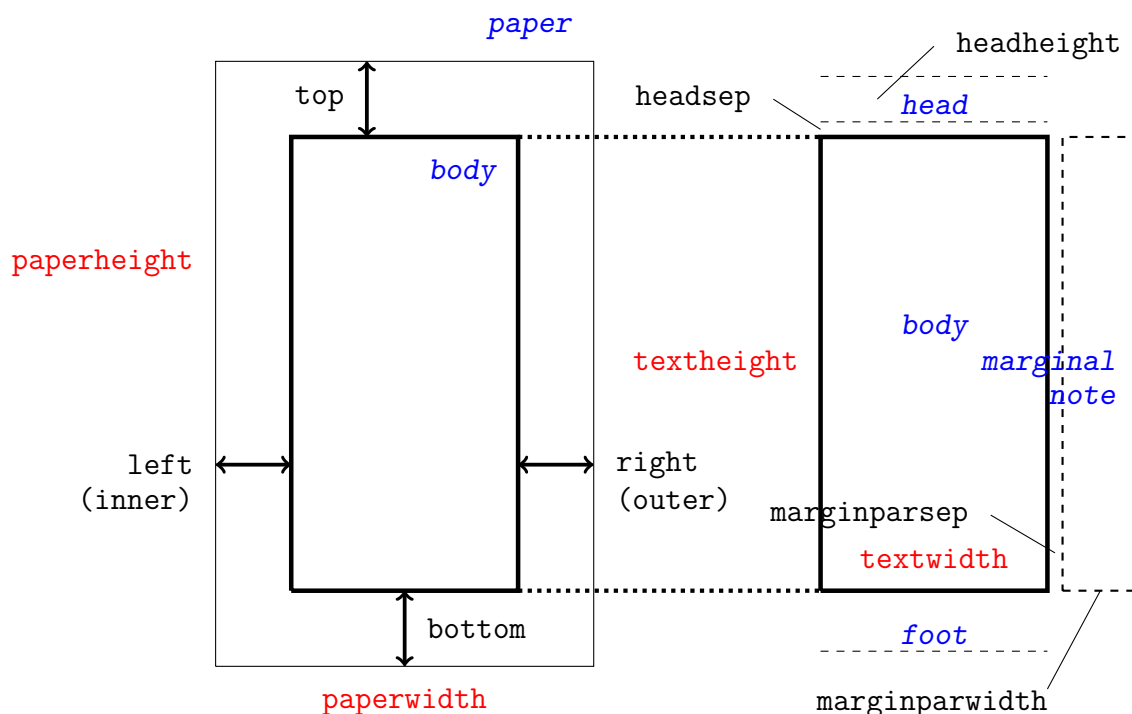 paper
headheight
top
headsep
head
body
paperheight
body
textheight
marginal
note
left
(inner)
right
(outer)
marginparsep
textwidth
bottom
foot
paperwidth
marginparwidth